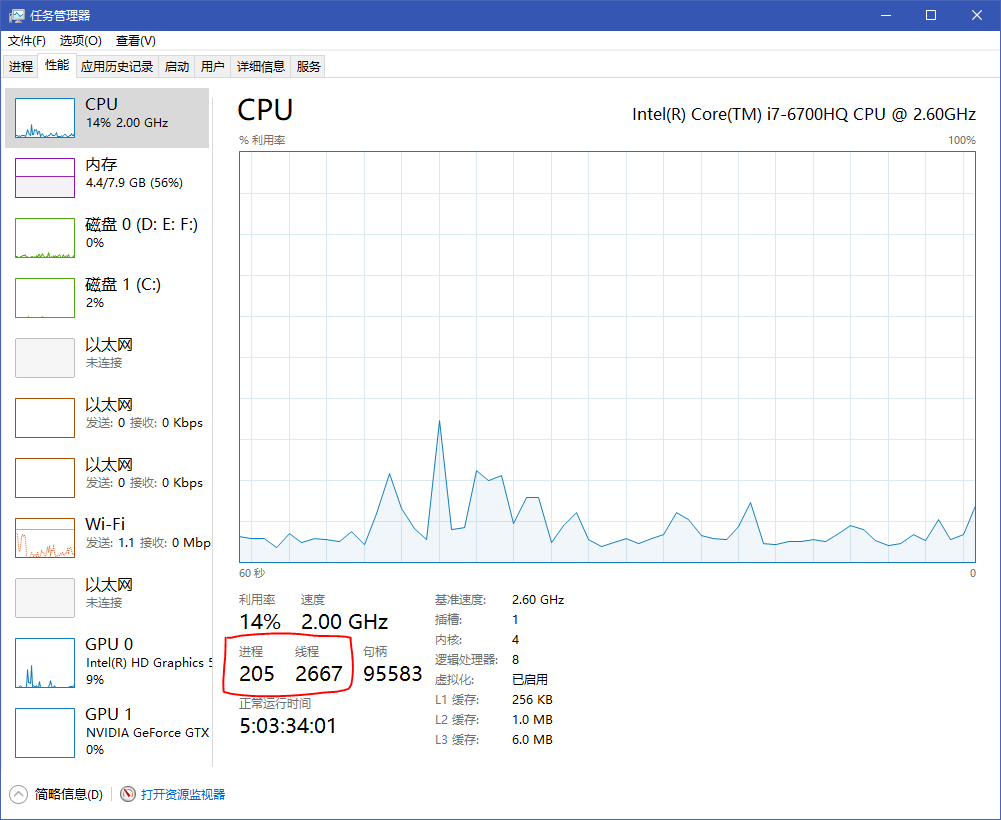 任务管理器
文件(F) 选项(O) 查看(V)
进程 性能 应用历史记录 启动 用户 详细信息 服务
CPU
14% 2.00 GHz
内存
4.4/7.9 GB (56%)
磁盘 0 (D: E: F:)
0%
磁盘 1 (C:)
2%
以太网
未连接
以太网
发送: 0 接收: 0 Kbps
以太网
发送: 0 接收: 0 Kbps
Wi-Fi
发送: 1.1 接收: 0 Mbp
以太网
未连接
GPU 0
Intel(R) HD Graphics 5
9%
GPU 1
NVIDIA GeForce GTX
0%
CPU
Intel(R) Core(TM) i7-6700HQ CPU @ 2.60GHz
% 利用率 100%
60 秒 0
利用率 速度
14% 2.00 GHz
进程 线程 句柄
205 2667 95583
正常运行时间
5:03:34:01
基准速度: 2.60 GHz
插槽: 1
内核: 4
逻辑处理器: 8
虚拟化: 已启用
L1 缓存: 256 KB
L2 缓存: 1.0 MB
L3 缓存: 6.0 MB
简略信息(D) 打开资源监视器